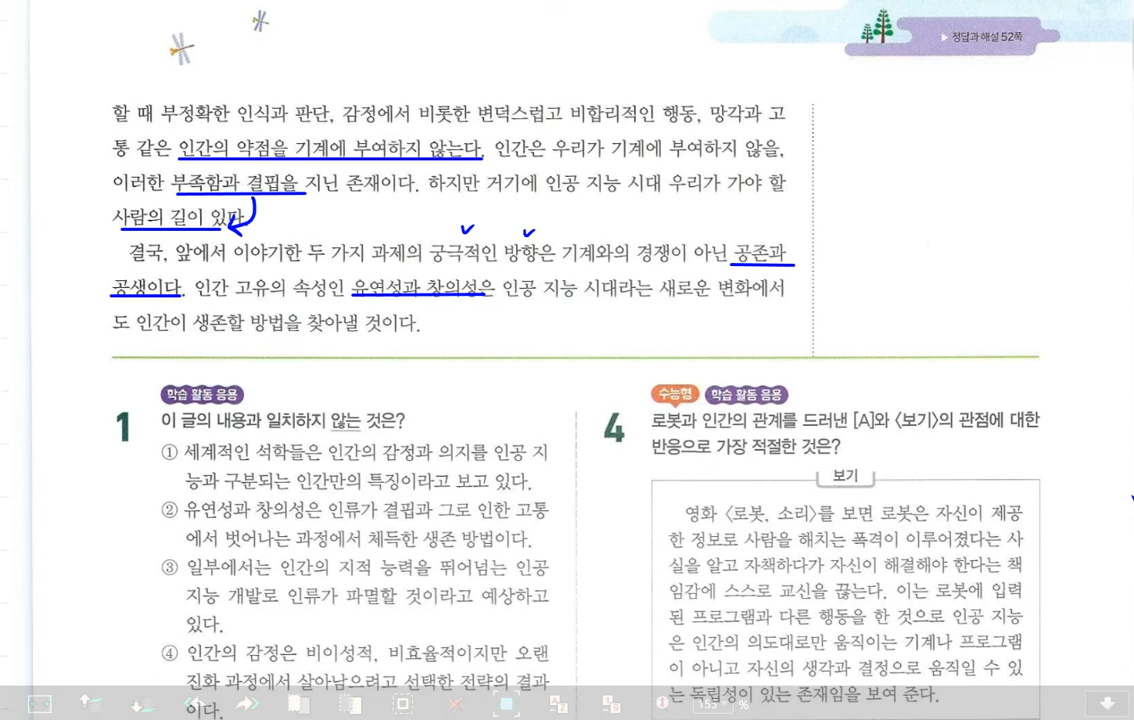 ▶ 정답과 해설 52쪽
할 때 부정확한 인식과 판단, 감정에서 비롯한 변덕스럽고 비합리적인 행동, 망각과 고
통 같은 인간의 약점을 기계에 부여하지 않는다. 인간은 우리가 기계에 부여하지 않을,
이러한 부족함과 결핍을 지닌 존재이다. 하지만 거기에 인공 지능 시대 우리가 가야 할
사람의 길이 있다.
결국, 앞에서 이야기한 두 가지 과제의 궁극적인 방향은 기계와의 경쟁이 아닌 공존과
공생이다. 인간 고유의 속성인 유연성과 창의성은 인공 지능 시대라는 새로운 변화에서
도 인간이 생존할 방법을 찾아낼 것이다.
학습 활동 응용
1 이 글의 내용과 일치하지 않는 것은?
① 세계적인 석학들은 인간의 감정과 의지를 인공 지
능과 구분되는 인간만의 특징이라고 보고 있다.
② 유연성과 창의성은 인류가 결핍과 그로 인한 고통
에서 벗어나는 과정에서 체득한 생존 방법이다.
③ 일부에서는 인간의 지적 능력을 뛰어넘는 인공
지능 개발로 인류가 파멸할 것이라고 예상하고
있다.
④ 인간의 감정은 비이성적, 비효율적이지만 오랜
진화 과정에서 살아남으려고 선택한 전략의 결과
이다.
수능형 학습 활동 응용
4 로봇과 인간의 관계를 드러낸 [A]와 〈보기〉의 관점에 대한
반응으로 가장 적절한 것은?
보기
영화 〈로봇, 소리〉를 보면 로봇은 자신이 제공
한 정보로 사람을 해치는 폭격이 이루어졌다는 사
실을 알고 자책하다가 자신이 해결해야 한다는 책
임감에 스스로 교신을 끊는다. 이는 로봇에 입력
된 프로그램과 다른 행동을 한 것으로 인공 지능
은 인간의 의도대로만 움직이는 기계나 프로그램
이 아니고 자신의 생각과 결정으로 움직일 수 있
는 독립성이 있는 존재임을 보여 준다.